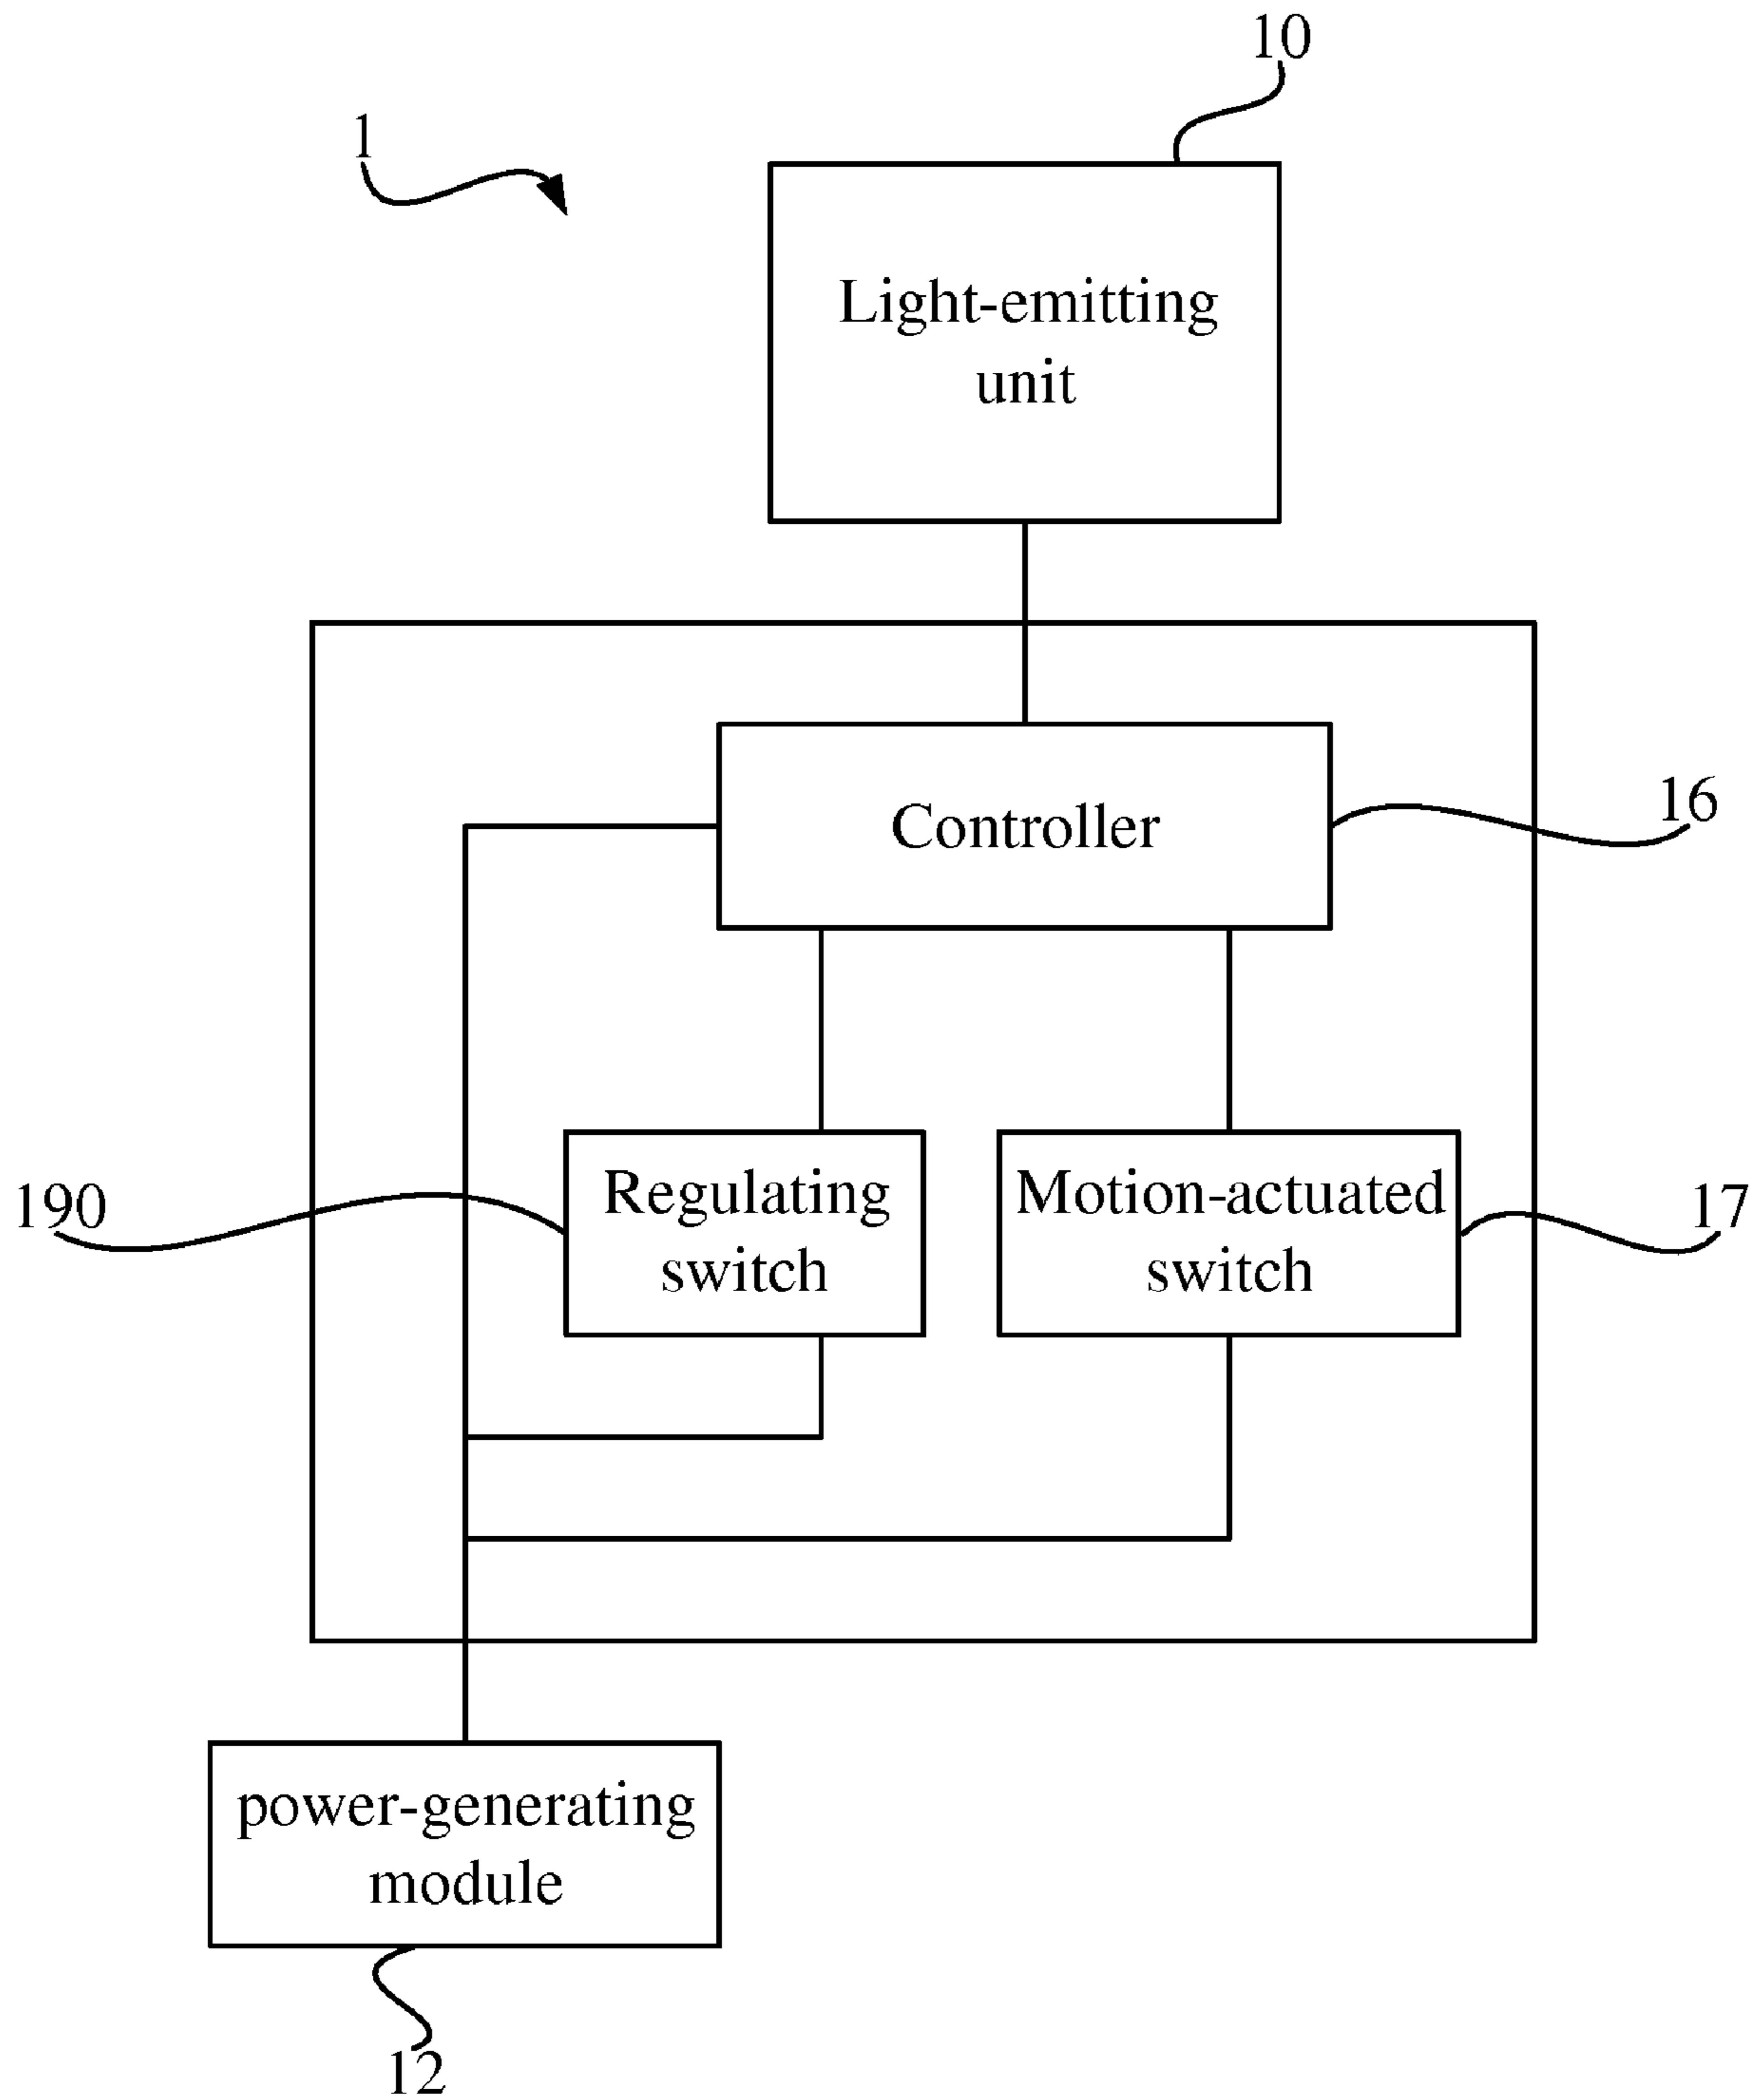 10
1
Light-emitting
unit
Controller
16
190
Regulating
switch
Motion-actuated
switch
17
power-generating
module
12